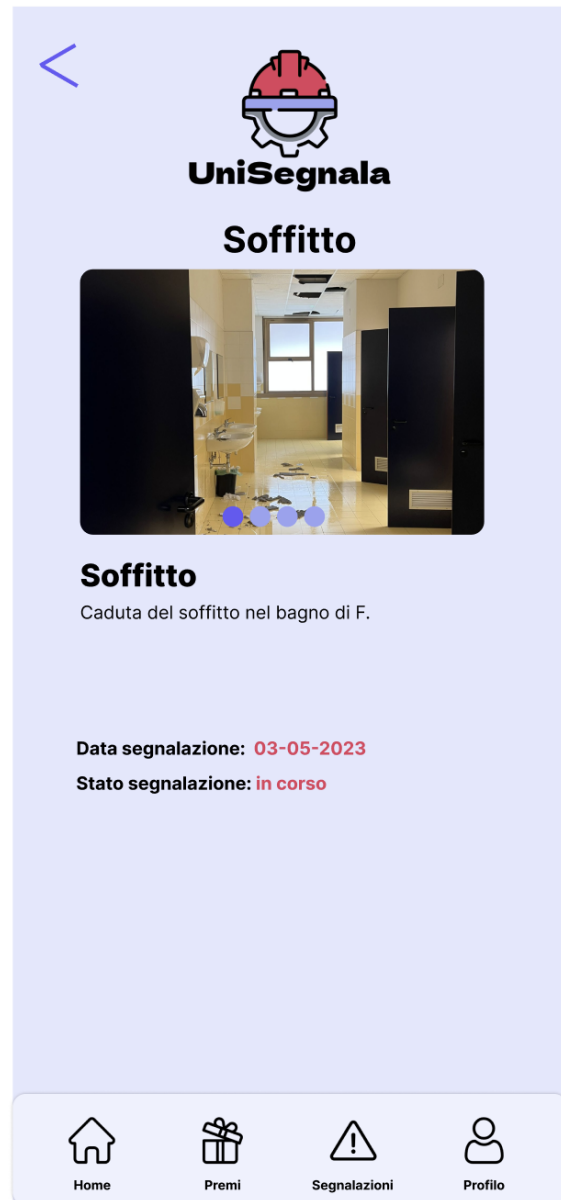 UniSegnala
Soffitto
Soffitto
Caduta del soffitto nel bagno di F.
Data segnalazione: 03-05-2023
Stato segnalazione: in corso
Home Premi Segnalazioni Profilo